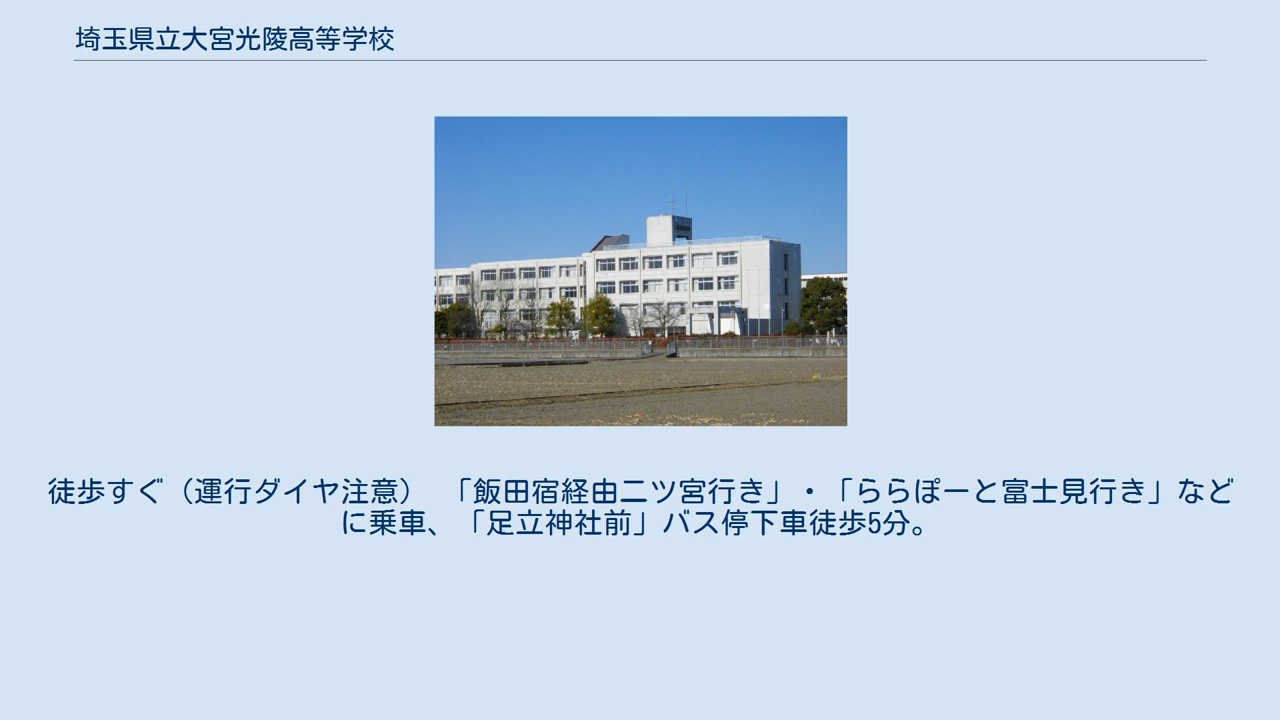 埼玉県立大宮光陵高等学校
徒歩すぐ（運行ダイヤ注意）　「飯田宿経由二ツ宮行き」・「ららぽーと富士見行き」など
に乗車、「足立神社前」バス停下車徒歩5分。